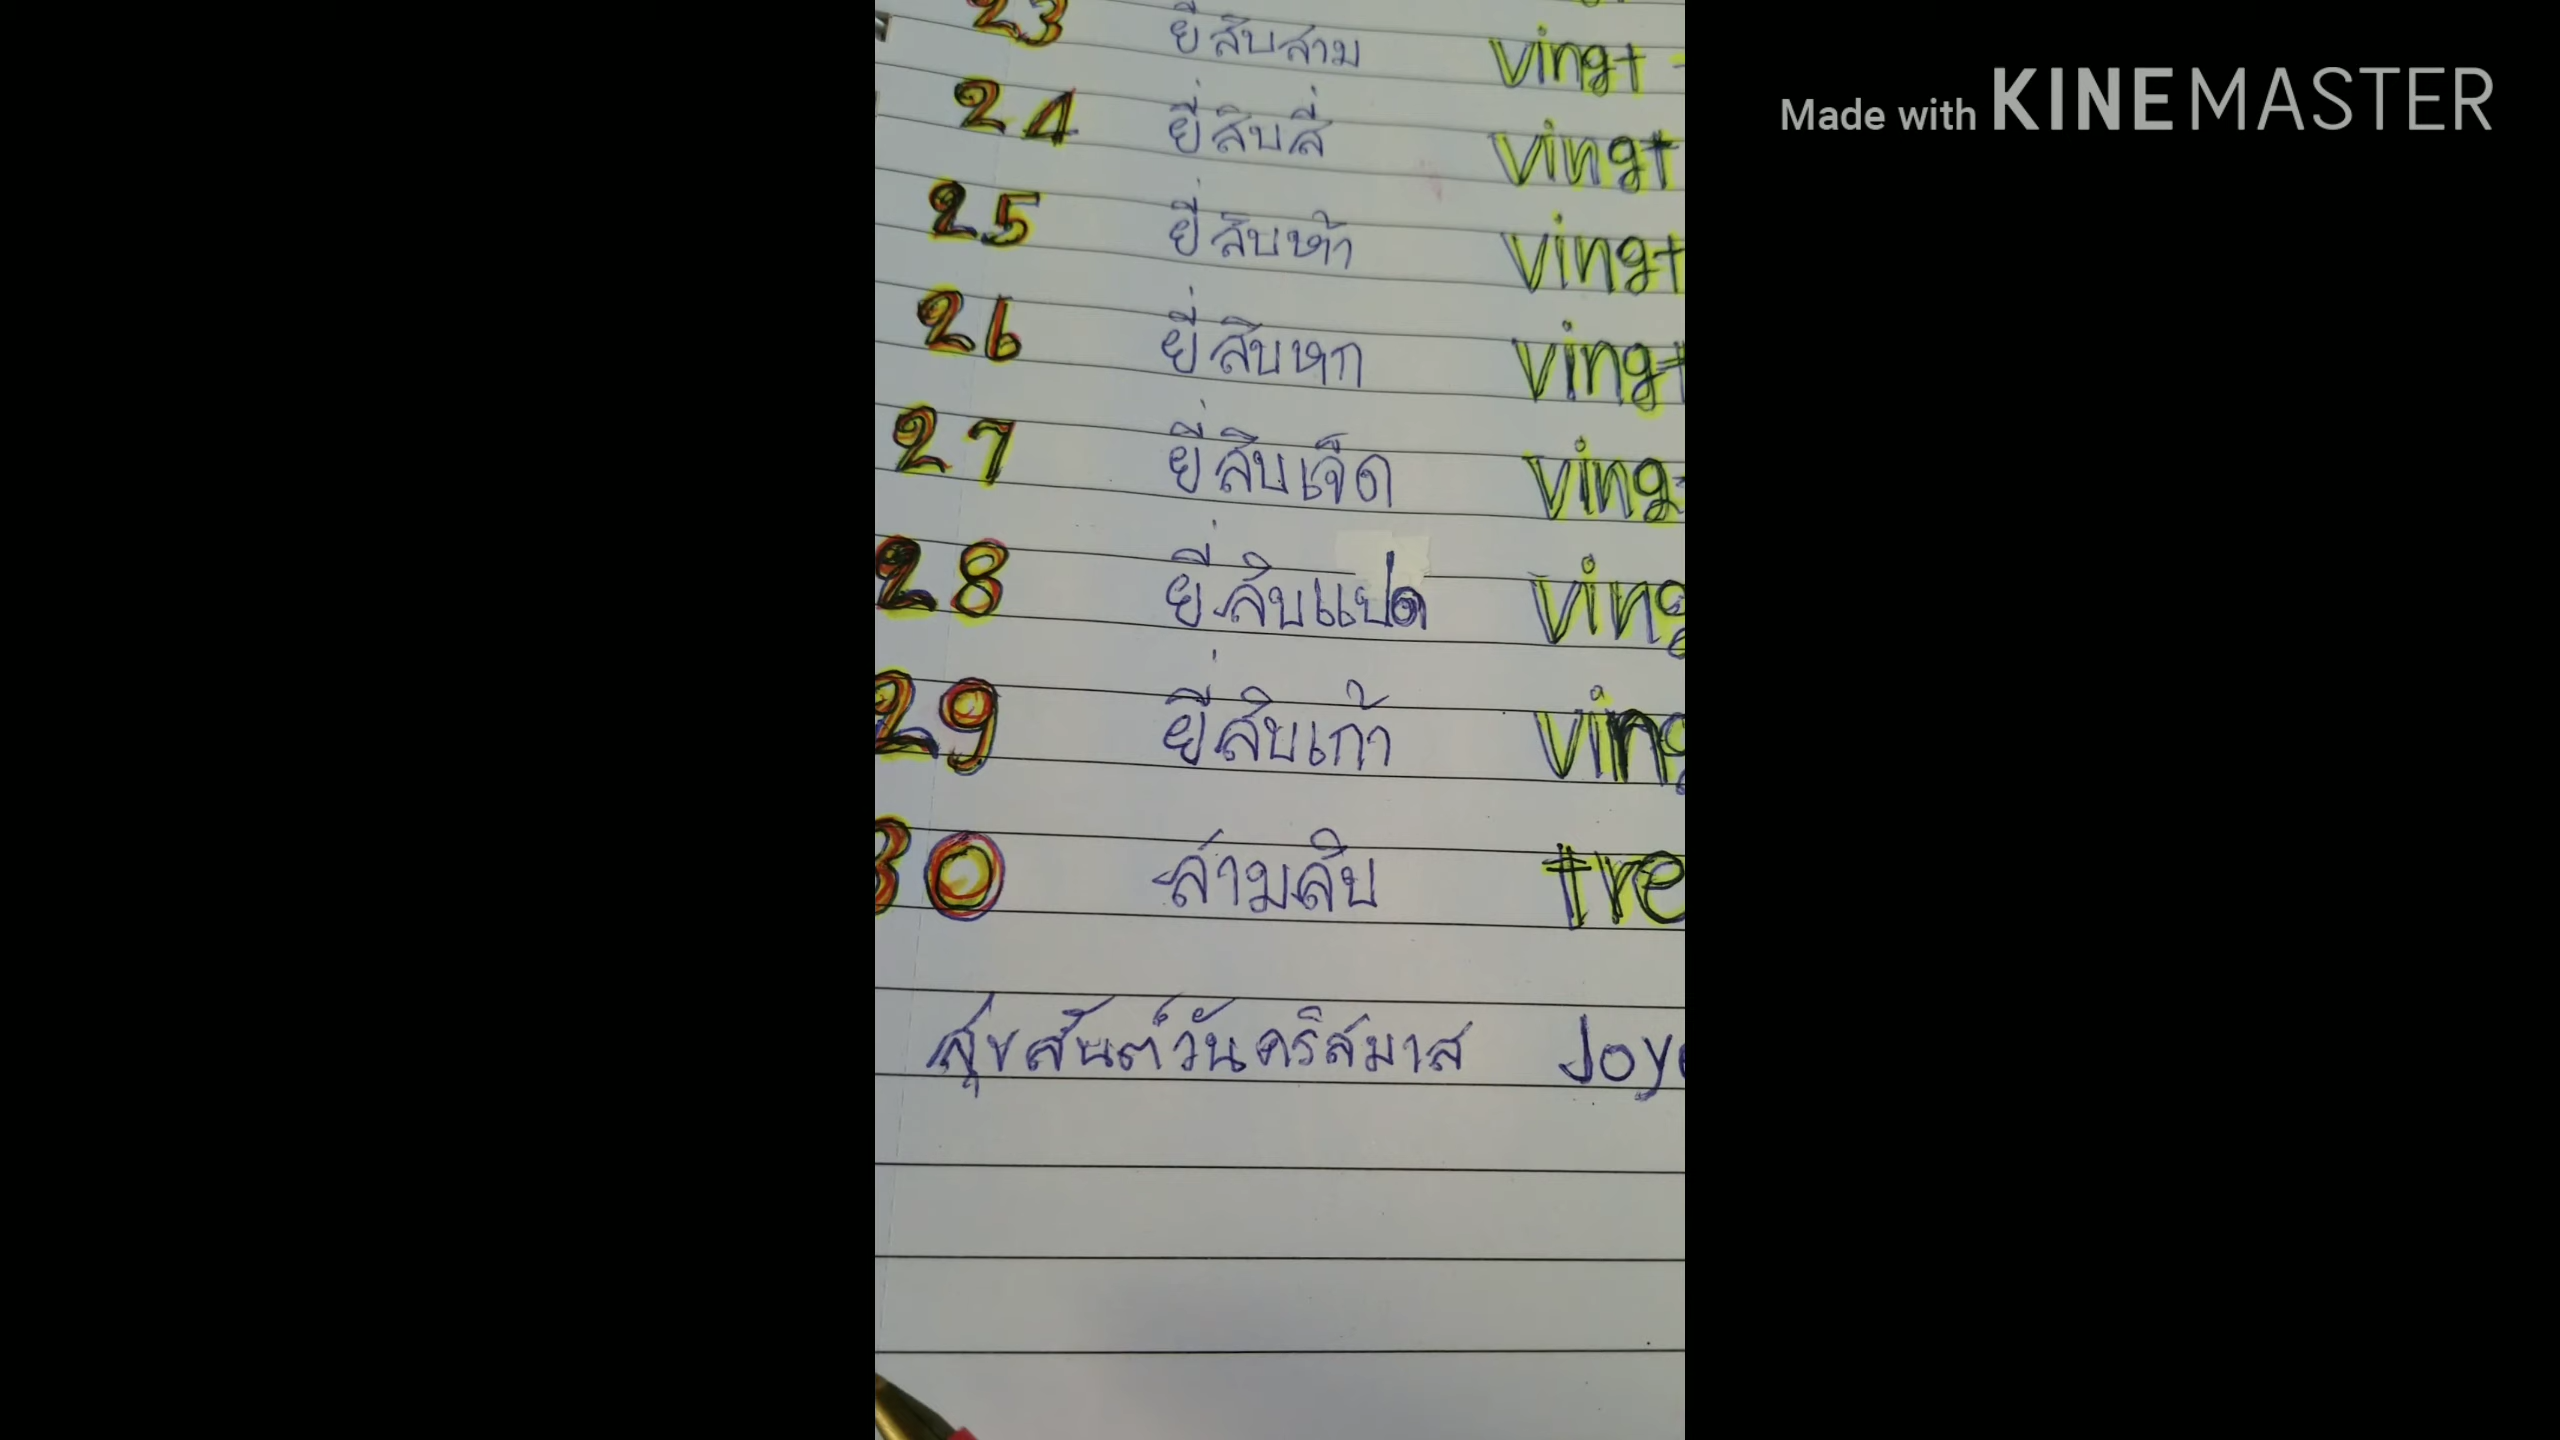 23 ยี่สิบสาม vingt -
Made with KINEMASTER
24 ยี่สิบสี่ vingt
25 ยี่สิบห้า vingt
26 ยี่สิบหก vingt
27 ยี่สิบเจ็ด ving
28 ยี่สิบแปด ving
29 ยี่สิบเก้า ving
30 สามสิบ tre
สุขสันต์วันคริสมาส Joy